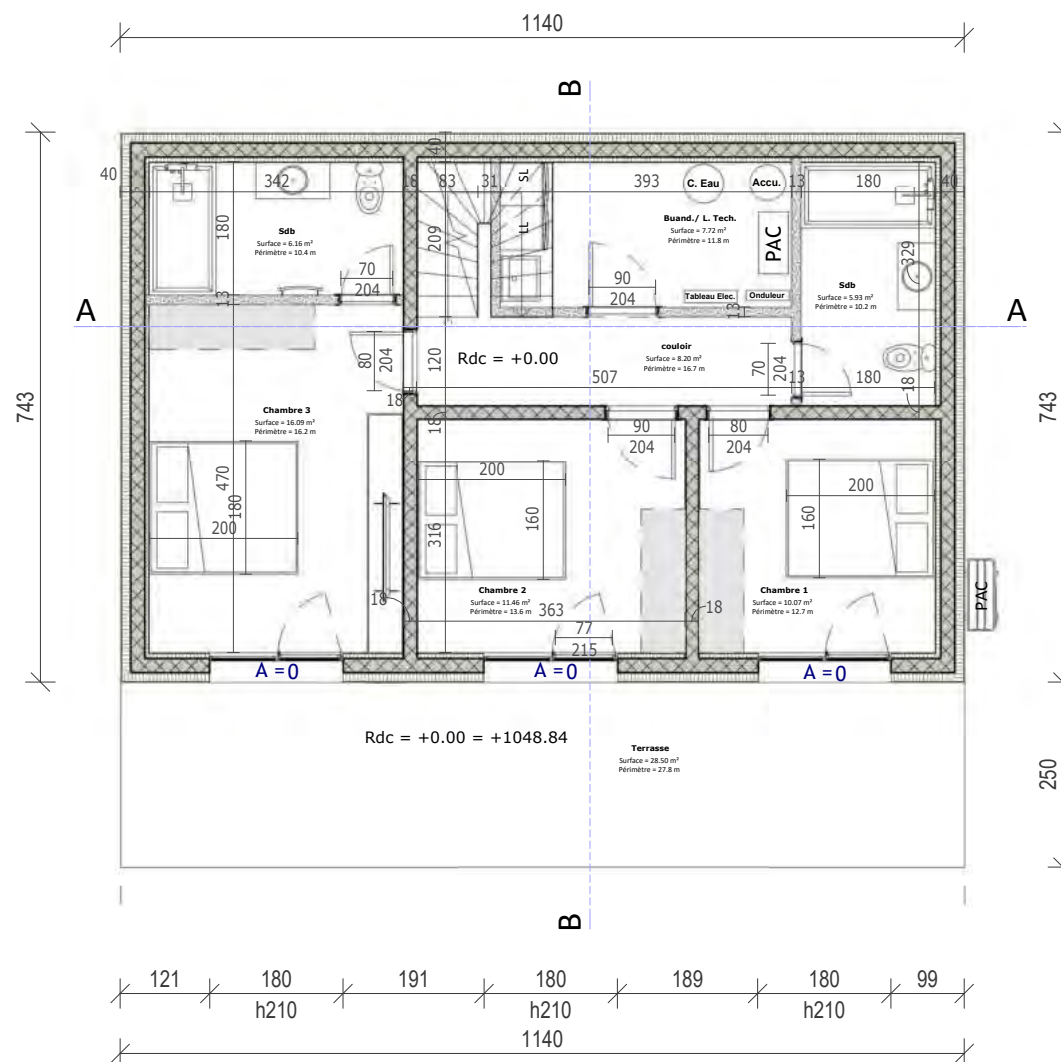 1140
B
743
743
40
342
18
83
31
40
SL
393
C. Eau
Accu.
13
180
40
Sdb
Surface = 6.16 m²
Périmètre = 10.4 m
180
209
LL
Buand./ L. Tech.
Surface = 7.72 m²
Périmètre = 11.8 m
PAC
329
70
204
90
204
Tableau Elec.
Onduleur
Sdb
Surface = 5.93 m²
Périmètre = 10.2 m
13
13
A
A
80
204
120
Rdc = +0.00
couloir
Surface = 8.20 m²
Périmètre = 16.7 m
70
204
507
13
180
18
18
18
Chambre 3
Surface = 16.09 m²
Périmètre = 16.2 m
90
204
80
204
470
180
200
200
160
316
200
160
18
Chambre 2
Surface = 11.46 m²
Périmètre = 13.6 m
363
18
Chambre 1
Surface = 10.07 m²
Périmètre = 12.7 m
PAC
77
215
A = 0
A = 0
A = 0
Rdc = +0.00 = +1048.84
Terrasse
Surface = 28.50 m²
Périmètre = 27.8 m
250
B
121
180
191
180
189
180
99
h210
h210
h210
1140